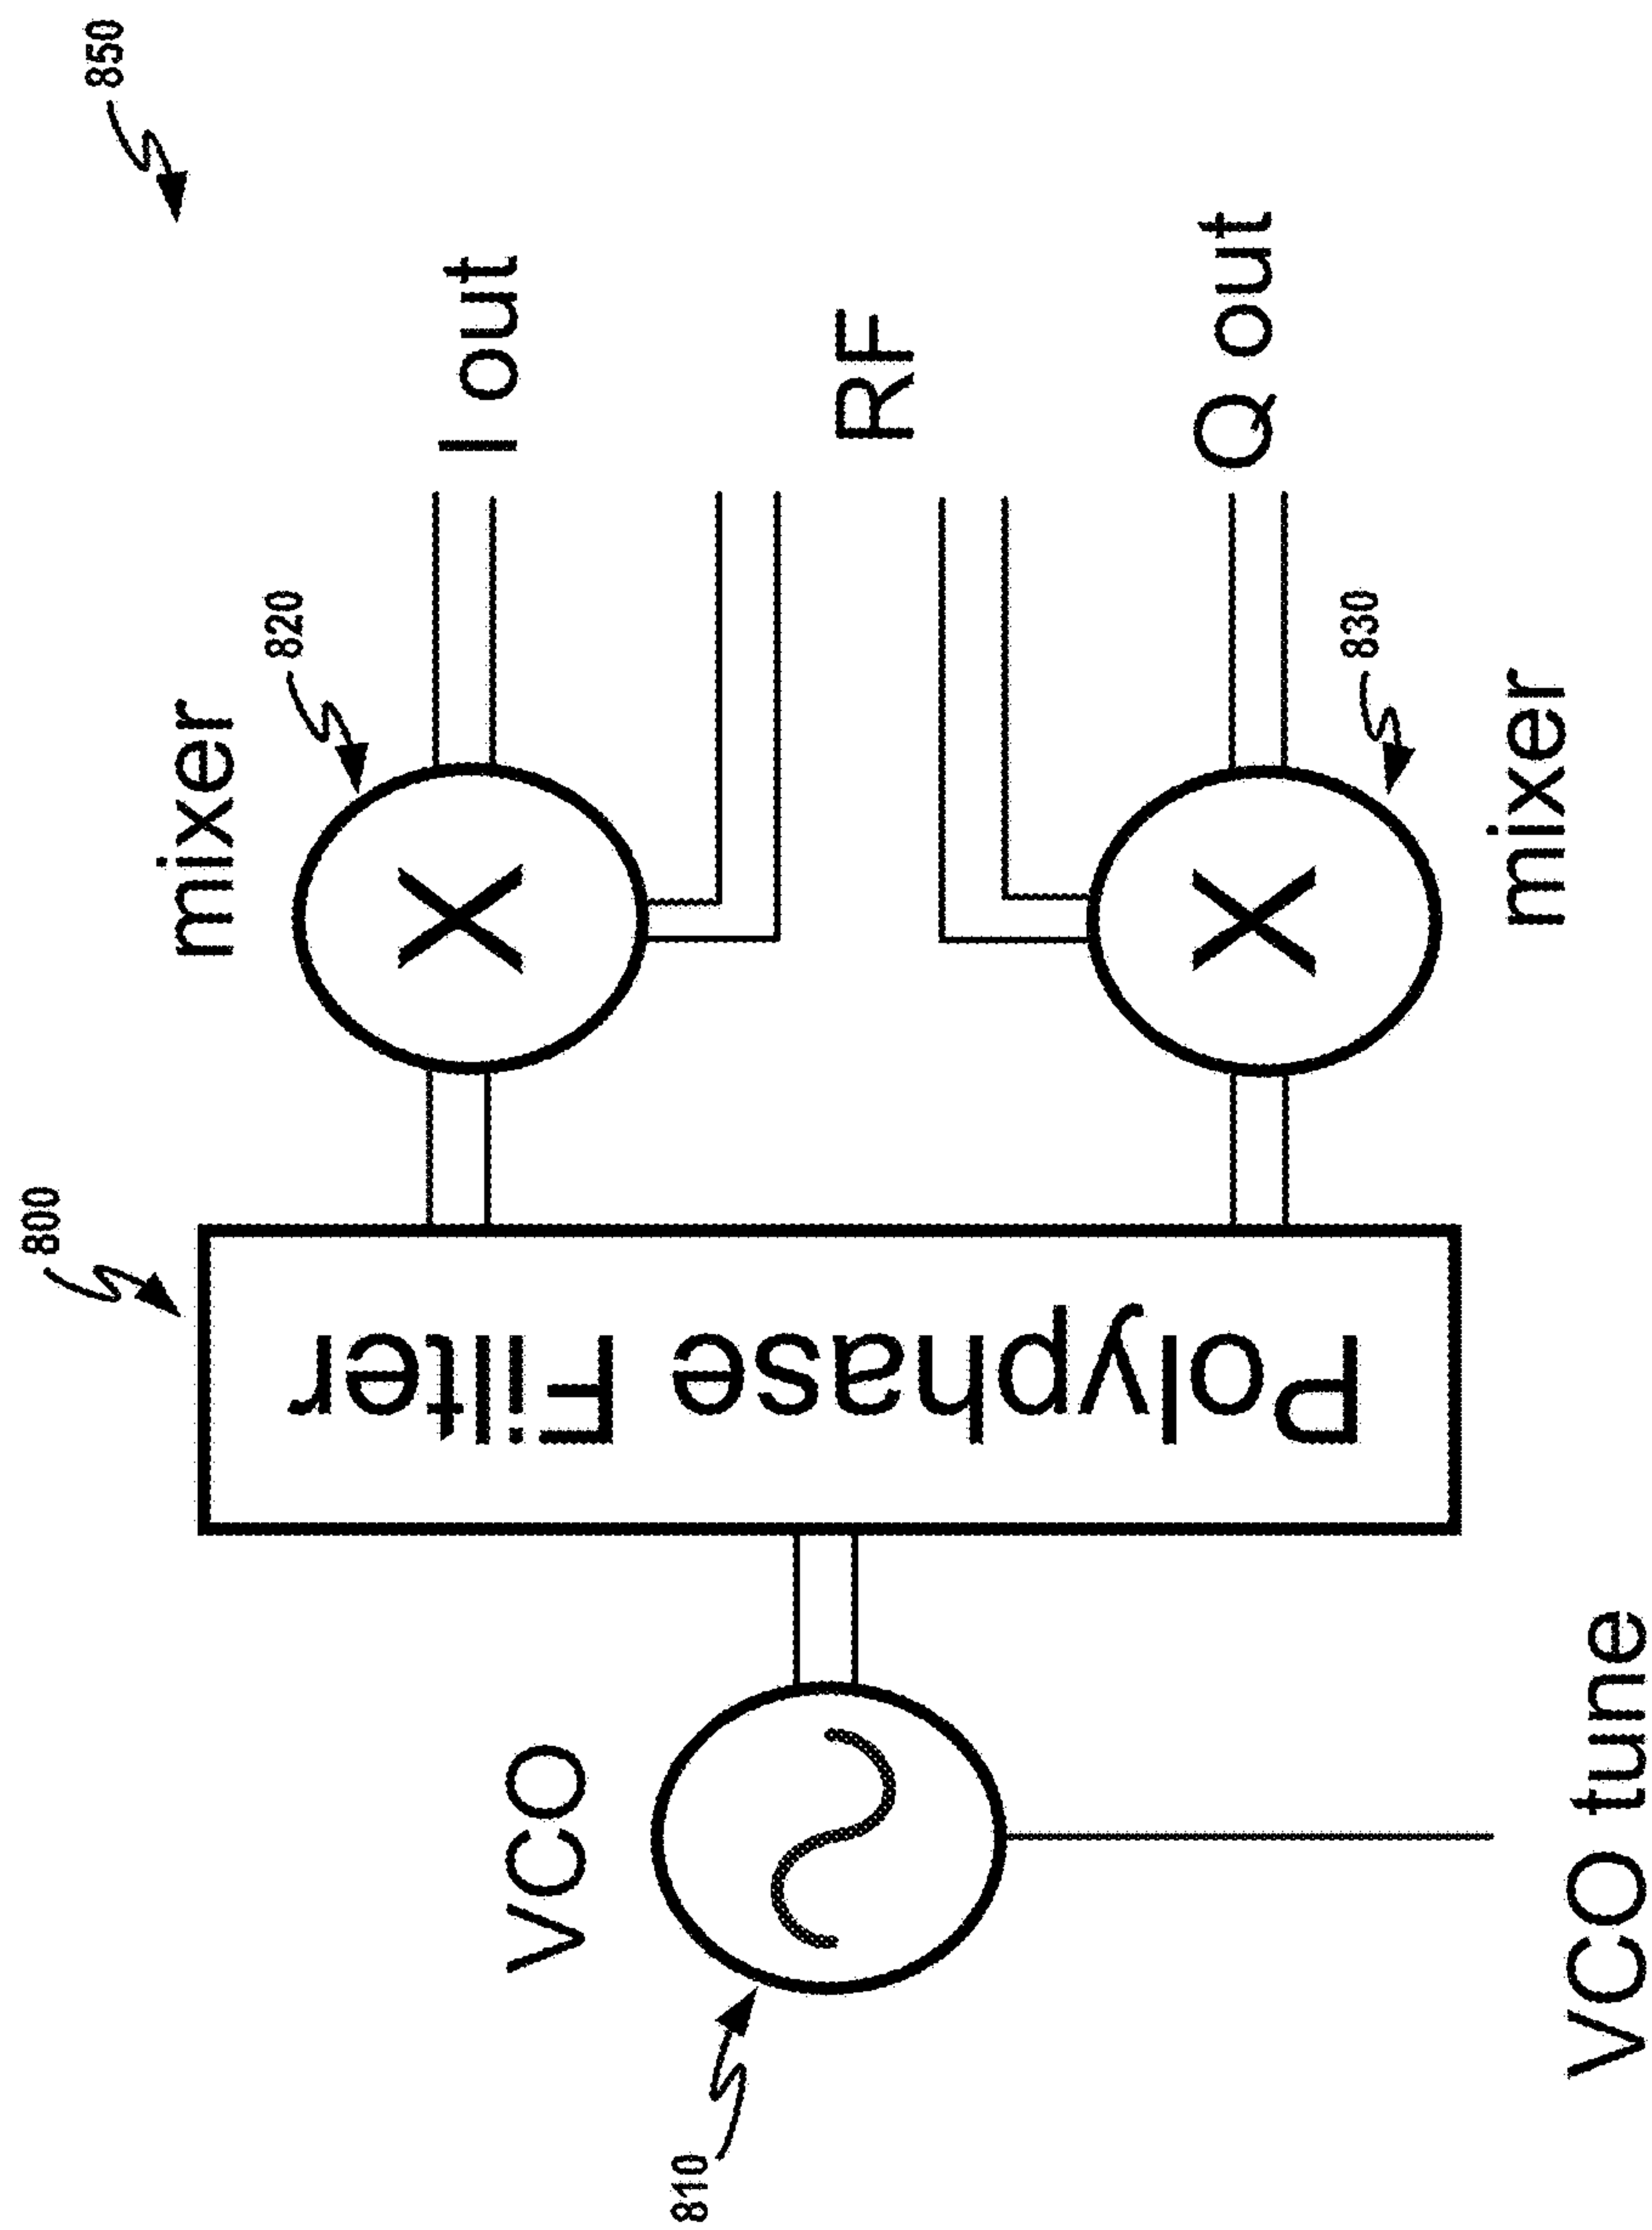 850
mixer
820
I out
800
RF
VCO
Polyphase Filter
810
Q out
830
mixer
VCO tune